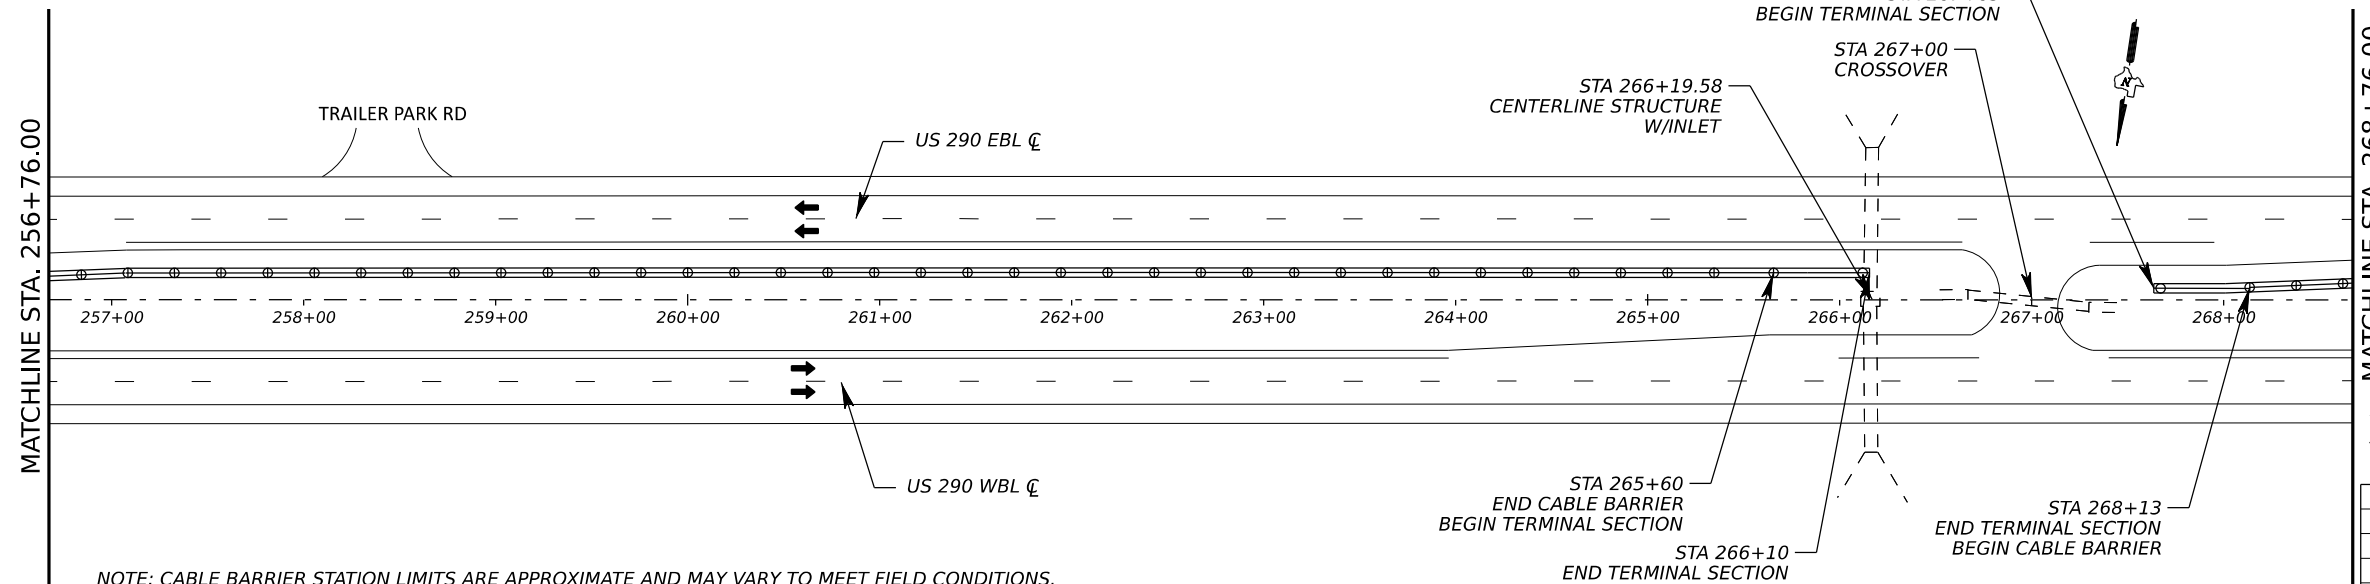 BEGIN TERMINAL SECTION
STA 267+00
CROSSOVER
STA 266+19.58
CENTERLINE STRUCTURE
W/INLET
TRAILER PARK RD
US 290 EBL ℄
MATCHLINE STA. 256+76.00
N
257+00
258+00
259+00
260+00
261+00
262+00
263+00
264+00
265+00
266+00
267+00
268+00
US 290 WBL ℄
STA 265+60
END CABLE BARRIER
BEGIN TERMINAL SECTION
STA 266+10
END TERMINAL SECTION
STA 268+13
END TERMINAL SECTION
BEGIN CABLE BARRIER
NOTE: CABLE BARRIER STATION LIMITS ARE APPROXIMATE AND MAY VARY TO MEET FIELD CONDITIONS.